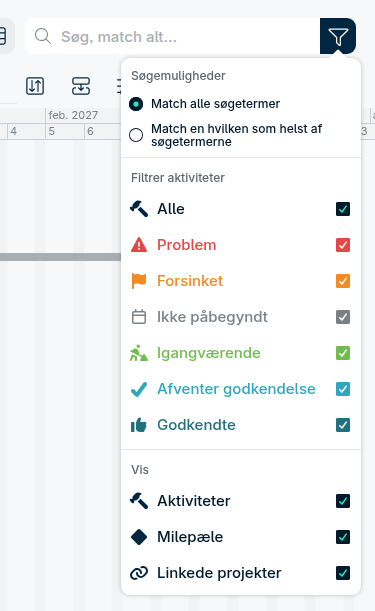 Søg, match alt...
feb. 2027
4
5
6
3
Søgemuligheder
Match alle søgetermer
Match en hvilken som helst af
søgetermerne
Filtrer aktiviteter
Alle
Problem
Forsinket
Ikke påbegyndt
Igangværende
Afventer godkendelse
Godkendte
Vis
Aktiviteter
Milepæle
Linkede projekter